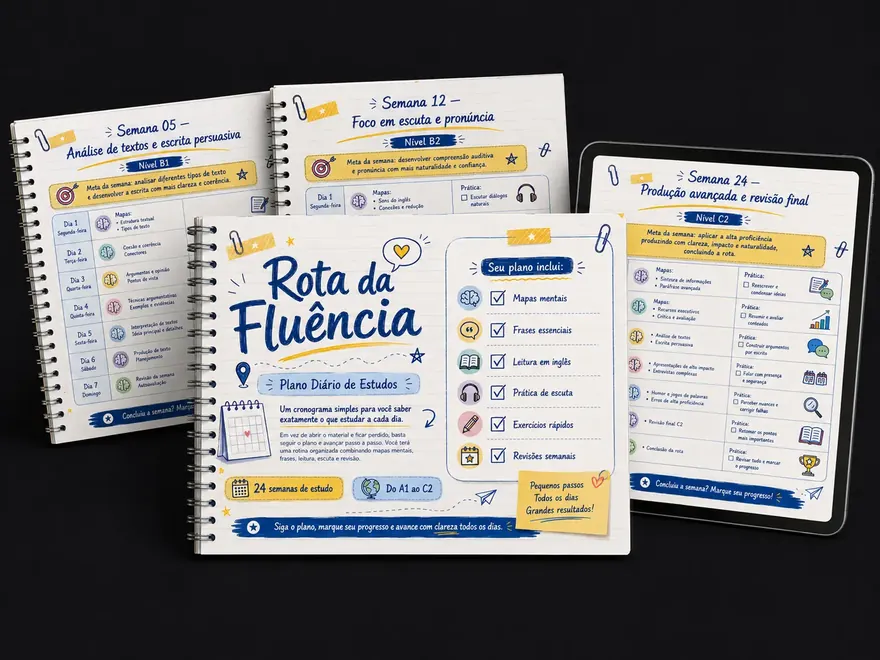 Semana 05 –
Análise de textos e escrita persuasiva
Nível B1
Meta da semana: analisar diferentes tipos de texto
e desenvolver a escrita com mais clareza e coerência.
Dia 1
Segunda-feira
Mapas:
• Estrutura textual
• Tipos de texto
Dia 2
Terça-feira
Coesão e coerência
Conectores
Dia 3
Quarta-feira
Argumentos e opinião
Pontos de vista
Dia 4
Quinta-feira
Técnicas argumentativas
Exemplos e evidências
Dia 5
Sexta-feira
Interpretação de textos
Ideia principal e detalhes
Dia 6
Sábado
Produção de texto
Planejamento
Dia 7
Domingo
Revisão da semana
Autoavaliação
Concluiu a semana? Marque
Semana 12 –
Foco em escuta e pronúncia
Nível B2
Meta da semana: desenvolver compreensão auditiva
e pronúncia com mais naturalidade e confiança.
Dia 1
Segunda-feira
Mapas:
• Sons do inglês
• Conexões e redução
Prática:
Escutar diálogos
naturais
Rota da
Fluência
Plano Diário de Estudos
Um cronograma simples para você saber
exatamente o que estudar a cada dia.
Em vez de abrir o material e ficar perdido, basta
seguir o plano e avançar passo a passo. Você terá
uma rotina organizada combinando mapas mentais,
frases, leitura, escuta e revisão.
24 semanas de estudo
Do A1 ao C2
Siga o plano, marque seu progresso e avance com clareza todos os dias.
Seu plano inclui:
Mapas mentais
Frases essenciais
Leitura em inglês
Prática de escuta
Exercícios rápidos
Revisões semanais
Pequenos passos
Todos os dias
Grandes resultados!
Semana 24 –
Produção avançada e revisão final
Nível C2
Meta da semana: aplicar a alta proficiência
produzindo com clareza, impacto e naturalidade,
concluindo a rota.
Mapas:
• Síntese de informações
• Paráfrase avançada
Prática:
Reescrever e
condensar ideias
Mapas:
• Recursos
• Crítica e avaliação
Prática:
Resumir e avaliar
conteúdos
• Análise de textos
• Escrita persuasiva
Prática:
Construir argumentos
por escrito
• Apresentações de alto impacto
• Entrevistas complexas
Prática:
Falar com presença
e segurança
• Humor e jogos de palavras
• Erros de alta proficiência
Prática:
Perceber nuances e
corrigir falhas
• Revisão final C2
Prática:
Retomar os pontos
mais importantes
• Conclusão da rota
Prática:
Revisar tudo e marcar
o progresso
Concluiu a semana? Marque seu progresso!